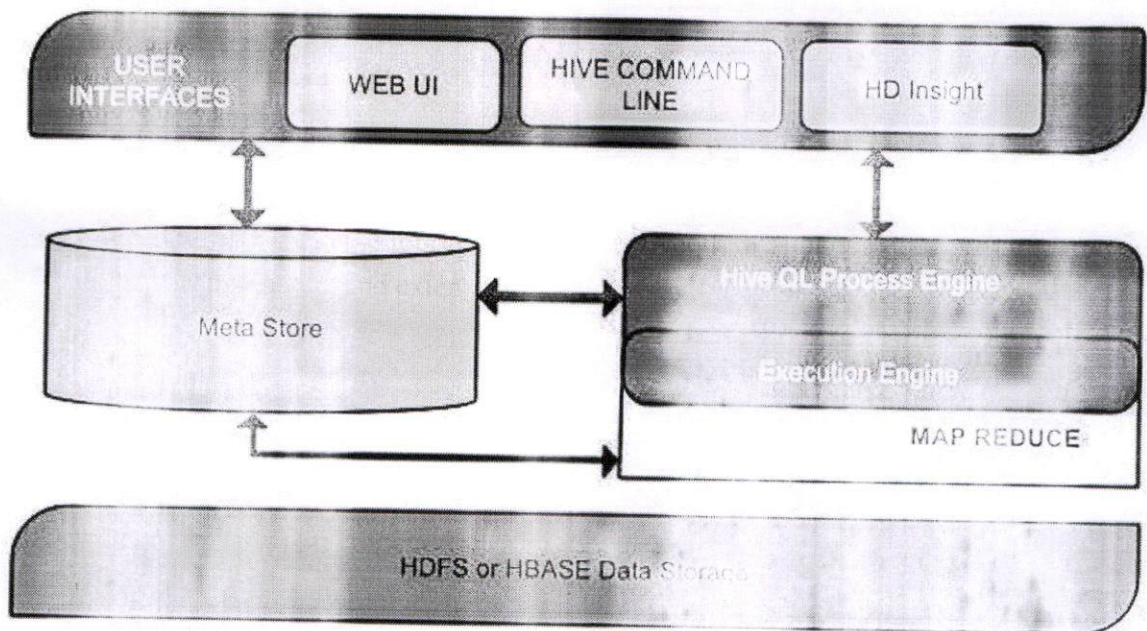 USER
INTERFACES
WEB UI
HIVE COMMAND
LINE
HD Insight
Meta Store
Hive QL Process Engine
Execution Engine
MAP REDUCE
HDFS or HBASE Data Storage